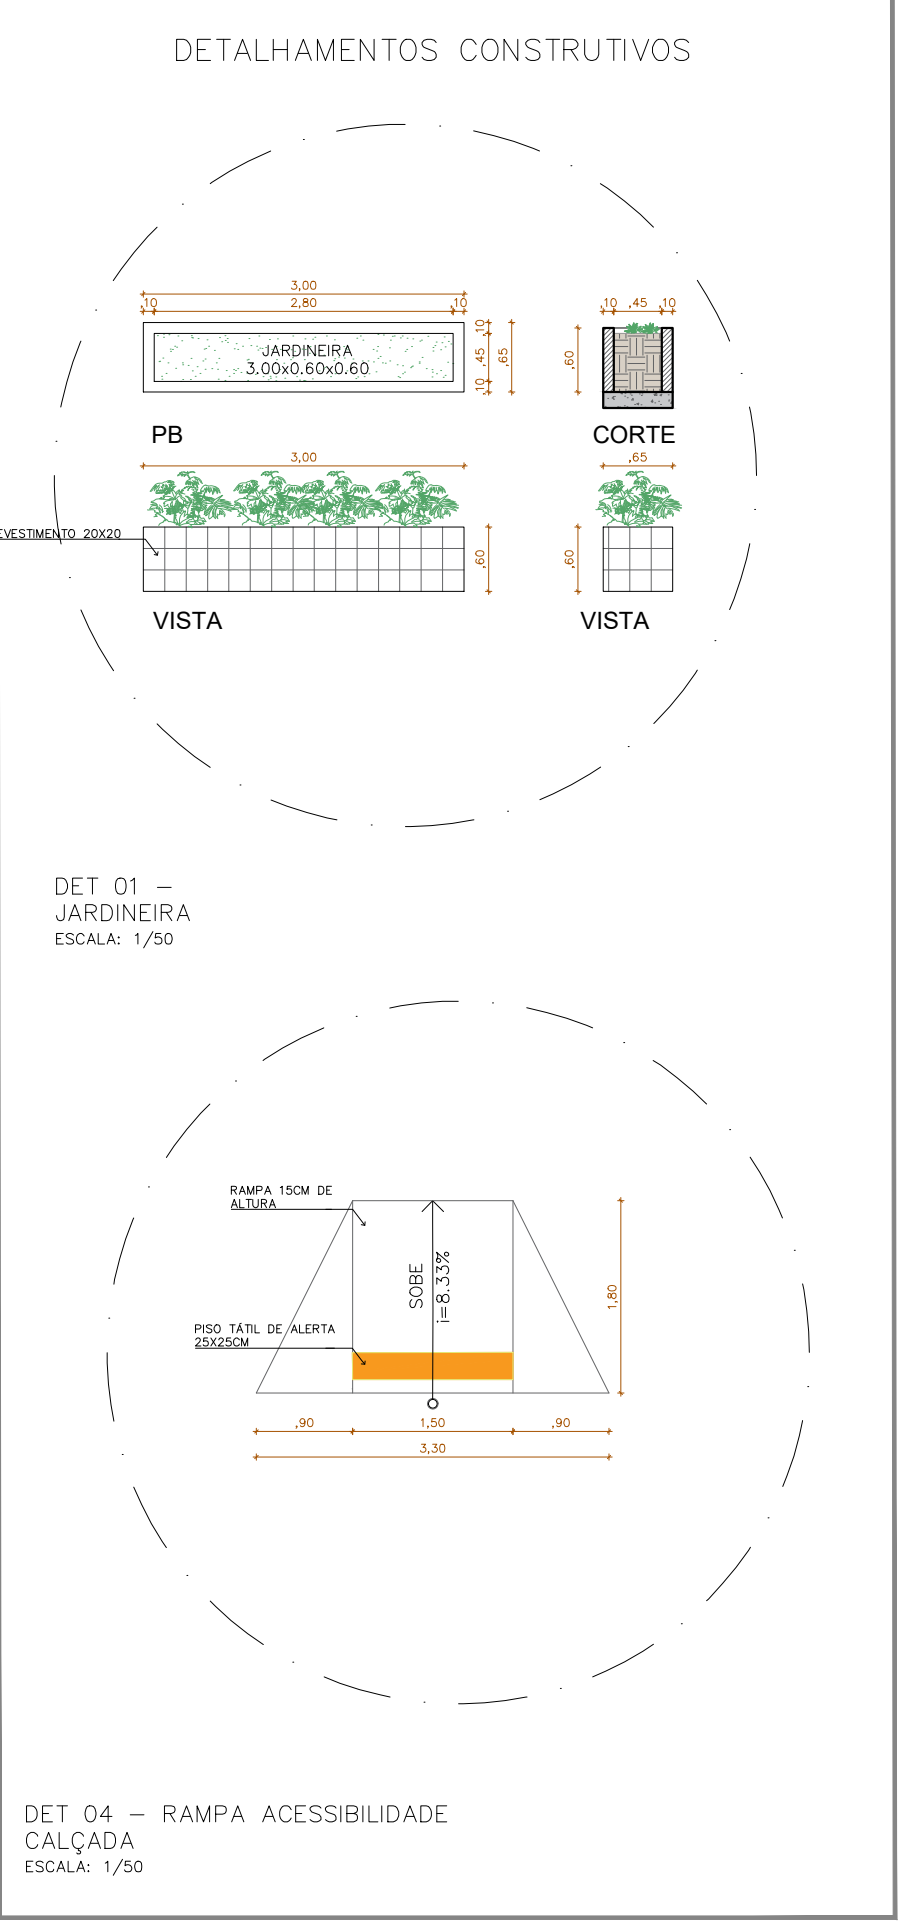 DETALHAMENTOS CONSTRUTIVOS
3,00
,10 2,80 ,10
,10 ,45 ,10
JARDINEIRA
3.00x0.60x0.60
,10
,45
,10
,65
,60
PB
CORTE
3,00
,65
EVESTIMENTO 20X20
,60
,60
VISTA
VISTA
DET 01 –
JARDINEIRA
ESCALA: 1/50
RAMPA 15CM DE
ALTURA
SOBE
i=8.33%
1,80
PISO TÁTIL DE ALERTA
25X25CM
,90 1,50 ,90
3,30
DET 04 – RAMPA ACESSIBILIDADE
CALÇADA
ESCALA: 1/50